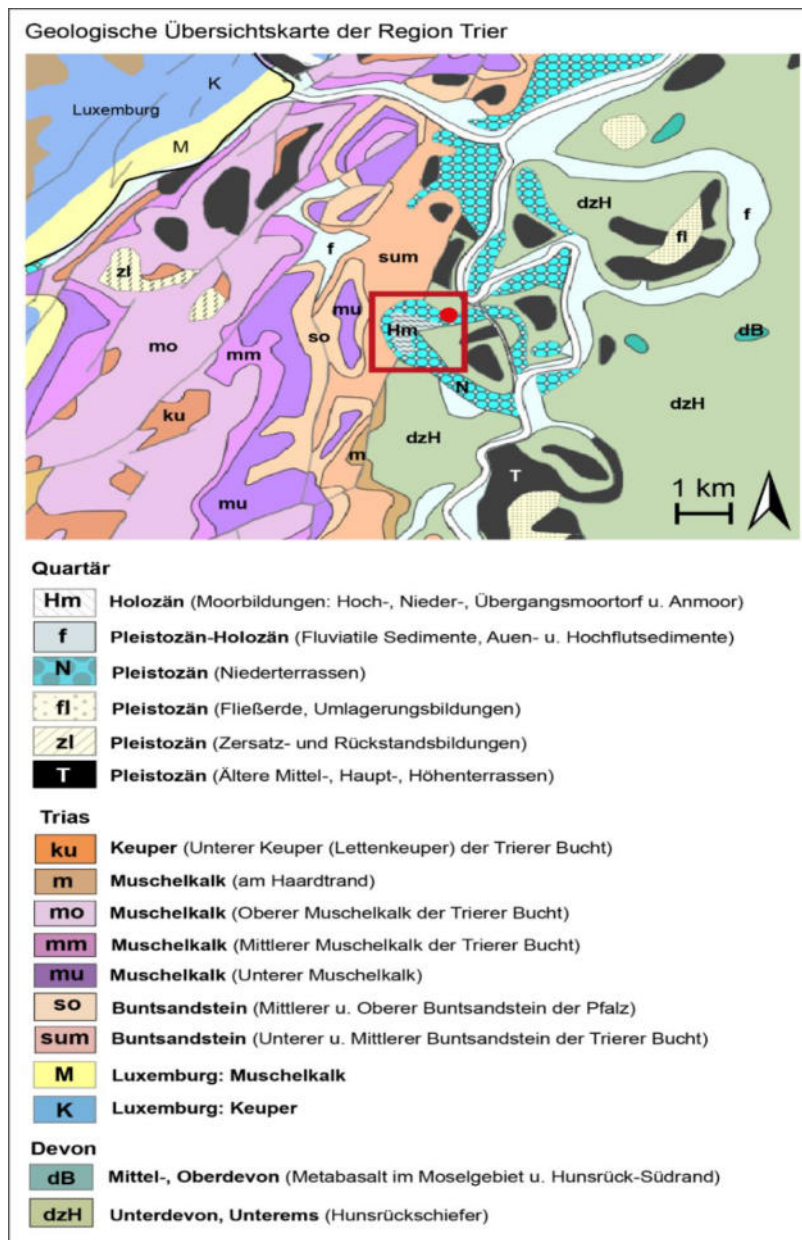 Geologische Übersichtskarte der Region Trier
K
Luxemburg
M
dzH
f
f
fl
zl
sum
mu
Hm
so
mo
mm
dB
N
ku
dzH
dzH
m
T
mu
1 km
Quartär
Hm Holozän (Moorbildungen: Hoch-, Nieder-, Übergangsmoortorf u. Anmoor)
f Pleistozän-Holozän (Fluviatile Sedimente, Auen- u. Hochflutsedimente)
N Pleistozän (Niederterrassen)
fl Pleistozän (Fließerde, Umlagerungsbildungen)
zl Pleistozän (Zersatz- und Rückstandsbildungen)
T Pleistozän (Ältere Mittel-, Haupt-, Höhenterrassen)
Trias
ku Keuper (Unterer Keuper (Lettenkeuper) der Trierer Bucht)
m Muschelkalk (am Haardtrand)
mo Muschelkalk (Oberer Muschelkalk der Trierer Bucht)
mm Muschelkalk (Mittlerer Muschelkalk der Trierer Bucht)
mu Muschelkalk (Unterer Muschelkalk)
so Buntsandstein (Mittlerer u. Oberer Buntsandstein der Pfalz)
sum Buntsandstein (Unterer u. Mittlerer Buntsandstein der Trierer Bucht)
M Luxemburg: Muschelkalk
K Luxemburg: Keuper
Devon
dB Mittel-, Oberdevon (Metabasalt im Moselgebiet u. Hunsrück-Südrand)
dzH Unterdevon, Unterems (Hunsrückschiefer)